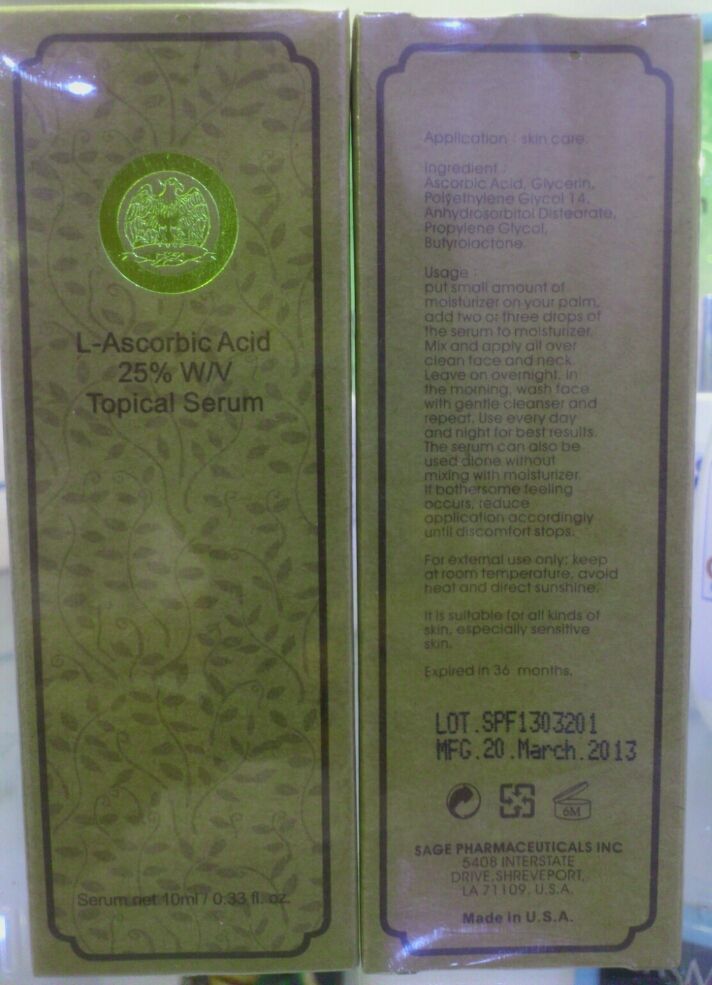 L-Ascorbic Acid
25% W/V
Topical Serum
Serum net 10ml / 0.33 fl. oz.
Application : skin care.
Ingredient :
Ascorbic Acid, Glycerin,
Polyethylene Glycol 14,
Anhydrosorbitol Distearate,
Propylene Glycol,
Butyrolactone.
Usage :
put small amount of
moisturizer on your palm,
add two or three drops of
the serum to moisturizer.
Mix and apply all over
clean face and neck.
Leave on overnight. In
the morning, wash face
with gentle cleanser and
repeat. Use every day
and night for best results.
The serum can also be
used alone without
mixing with moisturizer.
If bothersome feeling
occurs, reduce
application accordingly
until discomfort stops.
For external use only; keep
at room temperature, avoid
heat and direct sunshine.
It is suitable for all kinds of
skin, especially sensitive
skin.
Expired in 36 months.
LOT.SPF1303201
MFG.20.March.2013
6M
SAGE PHARMACEUTICALS INC
5408 INTERSTATE
DRIVE,SHREVEPORT,
LA 71109. U.S.A.
Made in U.S.A.